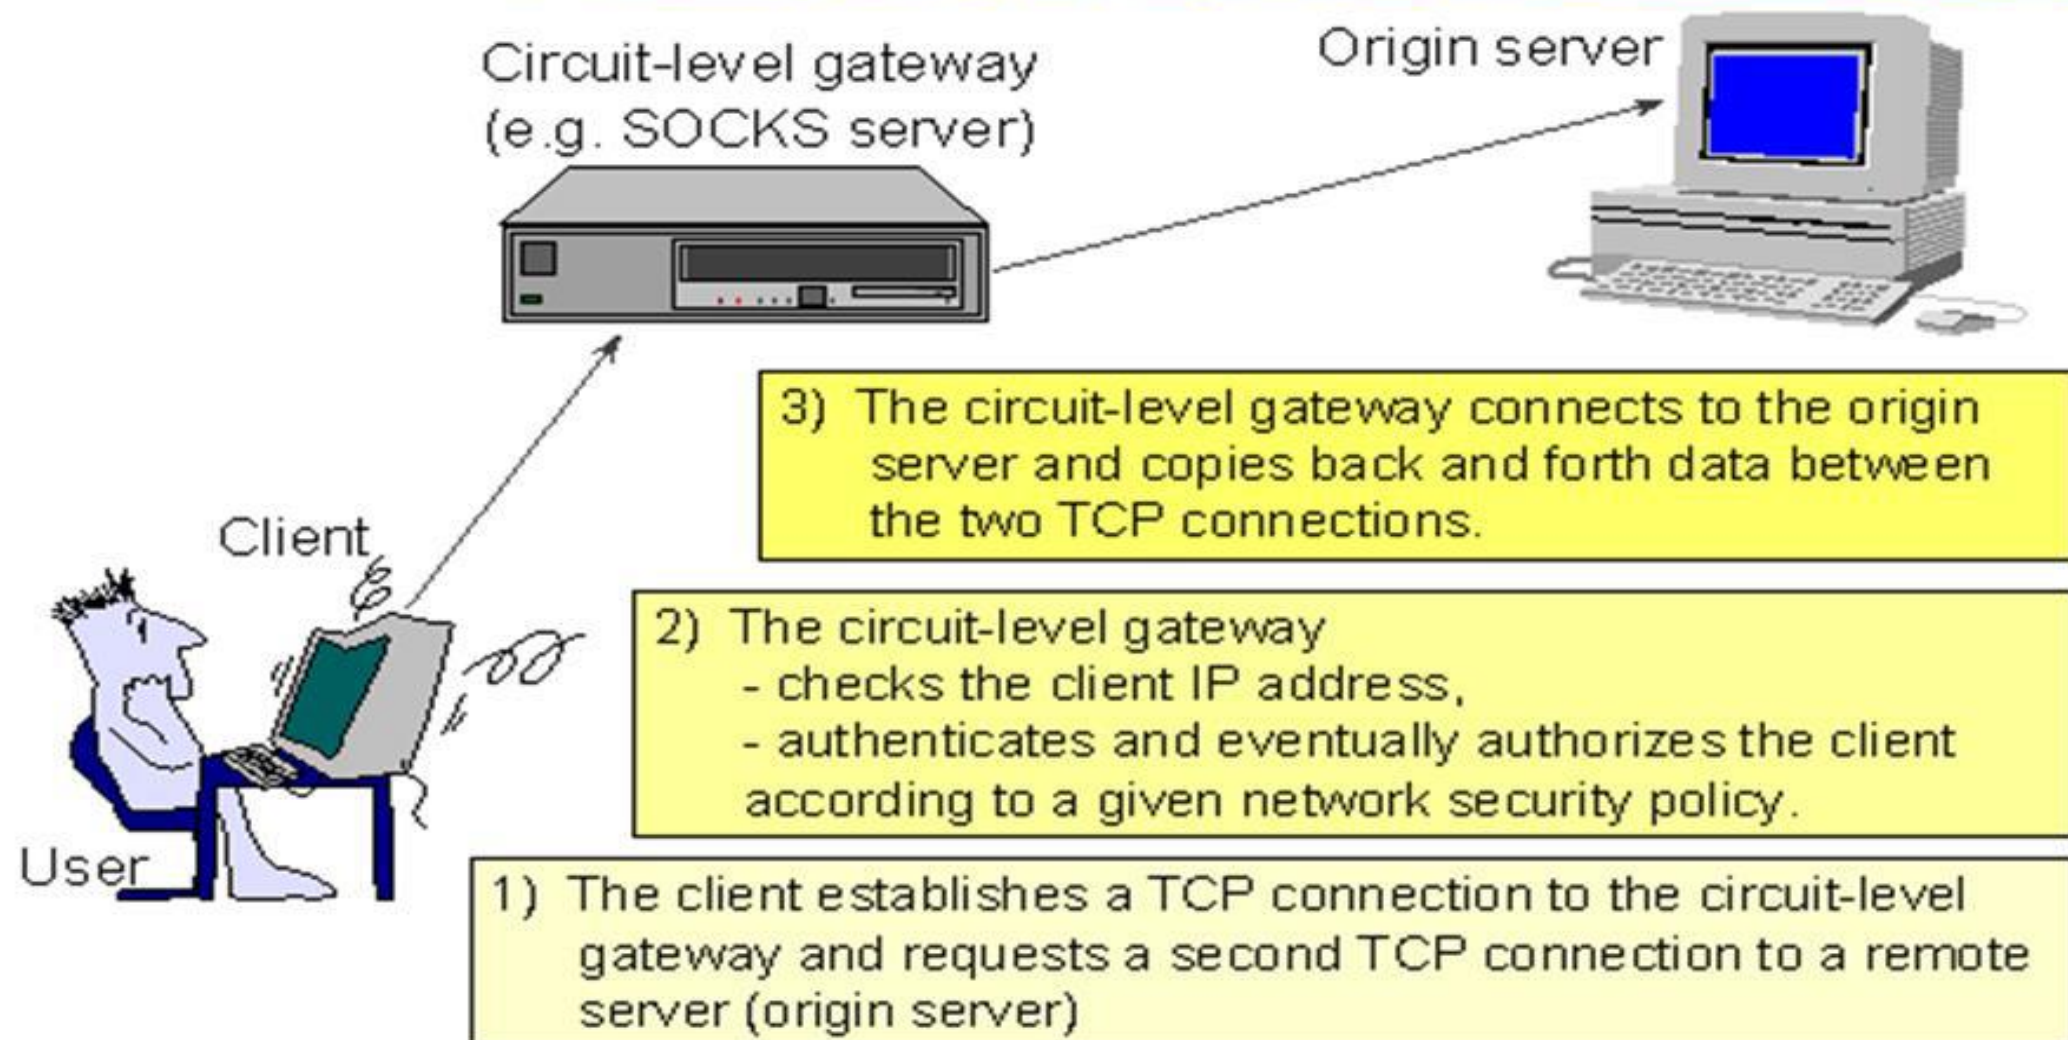 Circuit-level gateway
(e.g. SOCKS server)
Origin server
3) The circuit-level gateway connects to the origin
server and copies back and forth data between
the two TCP connections.
Client
2) The circuit-level gateway
- checks the client IP address,
- authenticates and eventually authorizes the client
according to a given network security policy.
User
1) The client establishes a TCP connection to the circuit-level
gateway and requests a second TCP connection to a remote
server (origin server)